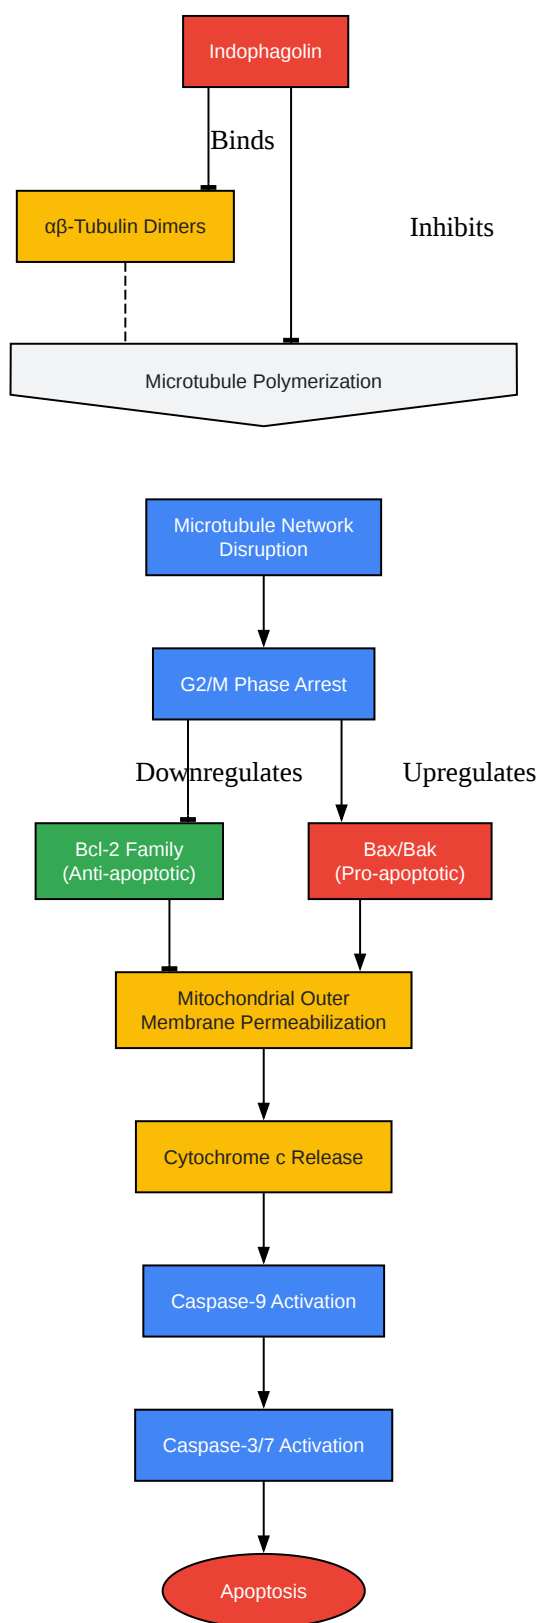 Indophagolin
Binds
αβ-Tubulin Dimers
Inhibits
Microtubule Polymerization
Microtubule Network
Disruption
G2/M Phase Arrest
Downregulates
Upregulates
Bcl-2 Family
(Anti-apoptotic)
Bax/Bak
(Pro-apoptotic)
Mitochondrial Outer
Membrane Permeabilization
Cytochrome c Release
Caspase-9 Activation
Caspase-3/7 Activation
Apoptosis